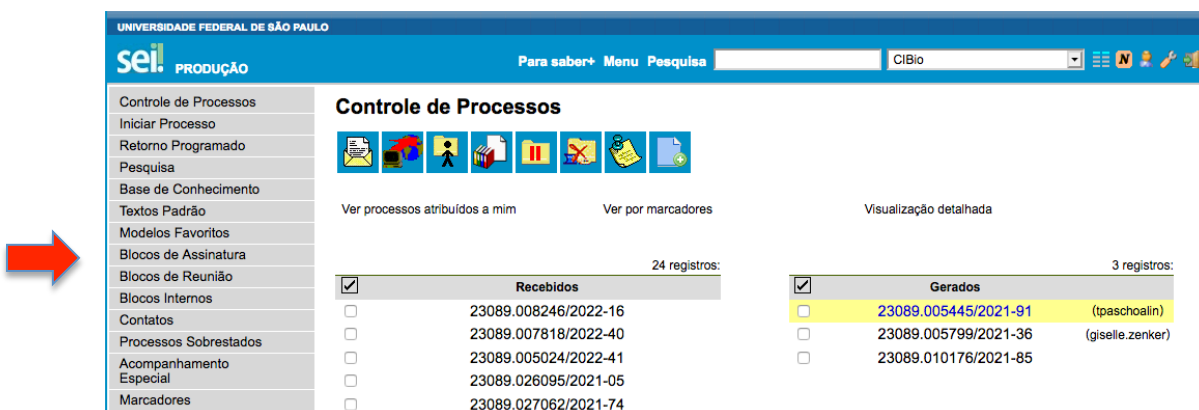 UNIVERSIDADE FEDERAL DE SÃO PAULO
sei! PRODUÇÃO
Para saber+ Menu Pesquisa
CIBio
N
Controle de Processos
Iniciar Processo
Retorno Programado
Pesquisa
Base de Conhecimento
Textos Padrão
Modelos Favoritos
Blocos de Assinatura
Blocos de Reunião
Blocos Internos
Contatos
Processos Sobrestados
Acompanhamento
Especial
Marcadores
Controle de Processos
Ver processos atribuídos a mim
Ver por marcadores
Visualização detalhada
24 registros:
Recebidos
23089.008246/2022-16
23089.007818/2022-40
23089.005024/2022-41
23089.026095/2021-05
23089.027062/2021-74
3 registros:
Gerados
23089.005445/2021-91 (tpaschoalin)
23089.005799/2021-36 (giselle.zenker)
23089.010176/2021-85